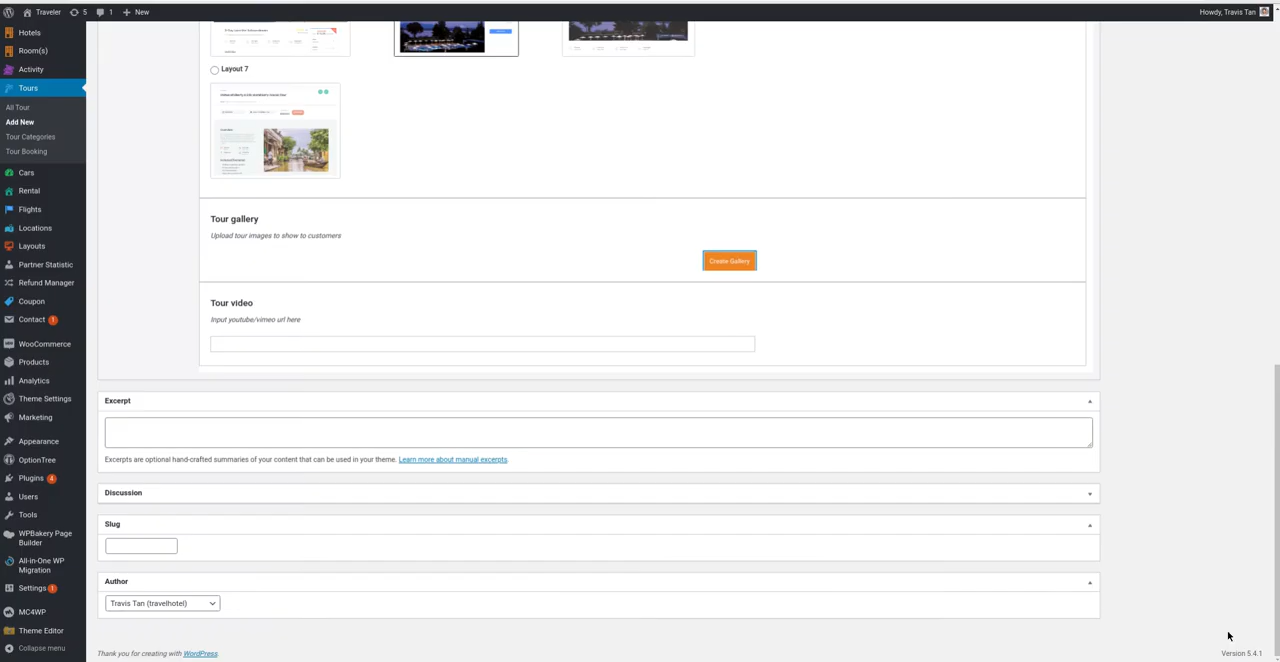 Traveler
5
1
New
Howdy, Travis Tan
Hotels
Room(s)
Activity
Tours
All Tour
Add New
Tour Categories
Tour Booking
Cars
Rental
Flights
Locations
Layouts
Partner Statistic
Refund Manager
Coupon
Contact 1
WooCommerce
Products
Analytics
Theme Settings
Marketing
Appearance
OptionTree
Plugins 4
Users
Tools
WPBakery Page
Builder
All-in-One WP
Migration
Settings 1
MC4WP
Theme Editor
Collapse menu
Layout 7
Tour gallery
Upload tour images to show to customers
Create Gallery
Tour video
Input youtube/vimeo url here
Excerpt
Excerpts are optional hand-crafted summaries of your content that can be used in your theme. Learn more about manual excerpts.
Discussion
Slug
Author
Travis Tan (travelhotel)
Thank you for creating with WordPress.
Version 5.4.1